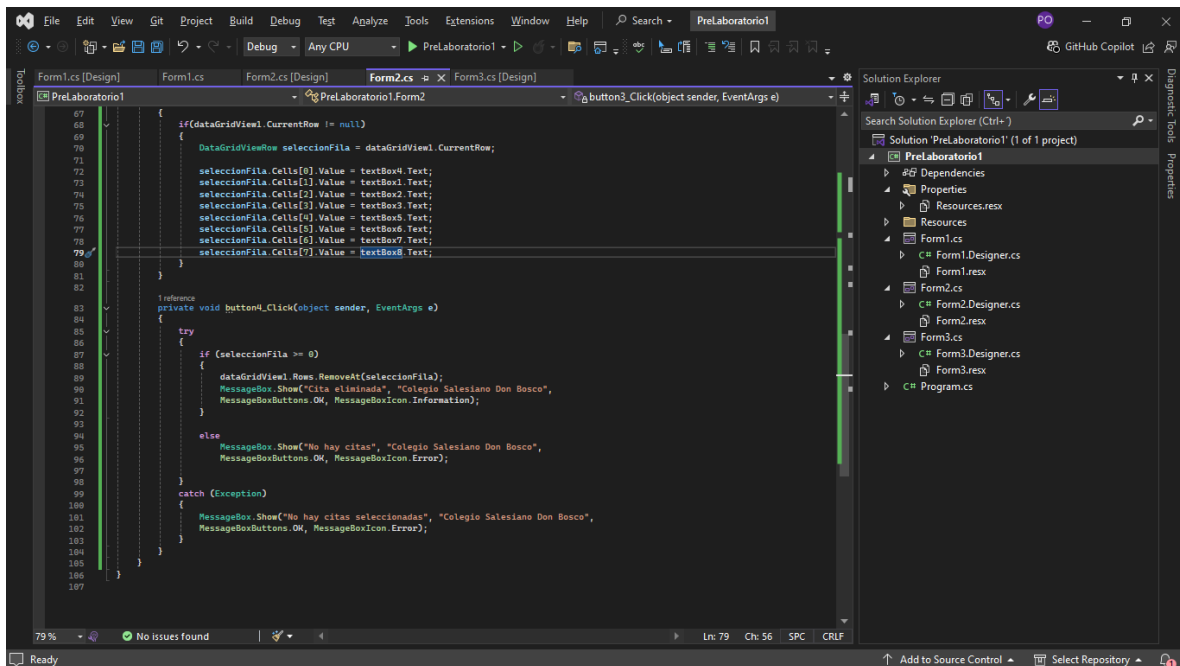 File Edit View Git Project Build Debug Test Analyze Tools Extensions Window Help Search PreLaboratorio1 PO
Debug Any CPU PreLaboratorio1 GitHub Copilot
Toolbox
Form1.cs [Design] Form1.cs Form2.cs [Design] Form2.cs Form3.cs [Design]
PreLaboratorio1 PreLaboratorio1.Form2 button3_Click(object sender, EventArgs e)
67 {
68 if(dataGridView1.CurrentRow != null)
69 {
70 DataGridViewRow seleccionFila = dataGridView1.CurrentRow;
71
72 seleccionFila.Cells[0].Value = textBox4.Text;
73 seleccionFila.Cells[1].Value = textBox1.Text;
74 seleccionFila.Cells[2].Value = textBox2.Text;
75 seleccionFila.Cells[3].Value = textBox3.Text;
76 seleccionFila.Cells[4].Value = textBox5.Text;
77 seleccionFila.Cells[5].Value = textBox6.Text;
78 seleccionFila.Cells[6].Value = textBox7.Text;
79 seleccionFila.Cells[7].Value = textBox8.Text;
80 }
81 }
82
1 reference
83 private void button4_Click(object sender, EventArgs e)
84 {
85 try
86 {
87 if (seleccionFila >= 0)
88 {
89 dataGridView1.Rows.RemoveAt(seleccionFila);
90 MessageBox.Show("Cita eliminada", "Colegio Salesiano Don Bosco",
91 MessageBoxButtons.OK, MessageBoxIcon.Information);
92 }
93
94 else
95 MessageBox.Show("No hay citas", "Colegio Salesiano Don Bosco",
96 MessageBoxButtons.OK, MessageBoxIcon.Error);
97
98 }
99 catch (Exception)
100 {
101 MessageBox.Show("No hay citas seleccionadas", "Colegio Salesiano Don Bosco",
102 MessageBoxButtons.OK, MessageBoxIcon.Error);
103 }
104 }
105 }
106 }
107
79 % No issues found Ln: 79 Ch: 56 SPC CRLF
Solution Explorer
Search Solution Explorer (Ctrl+´)
Solution 'PreLaboratorio1' (1 of 1 project)
PreLaboratorio1
Dependencies
Properties
Resources.resx
Resources
Form1.cs
C# Form1.Designer.cs
Form1.resx
Form2.cs
C# Form2.Designer.cs
Form2.resx
Form3.cs
C# Form3.Designer.cs
Form3.resx
C# Program.cs
Diagnostic Tools
Properties
Ready Add to Source Control Select Repository